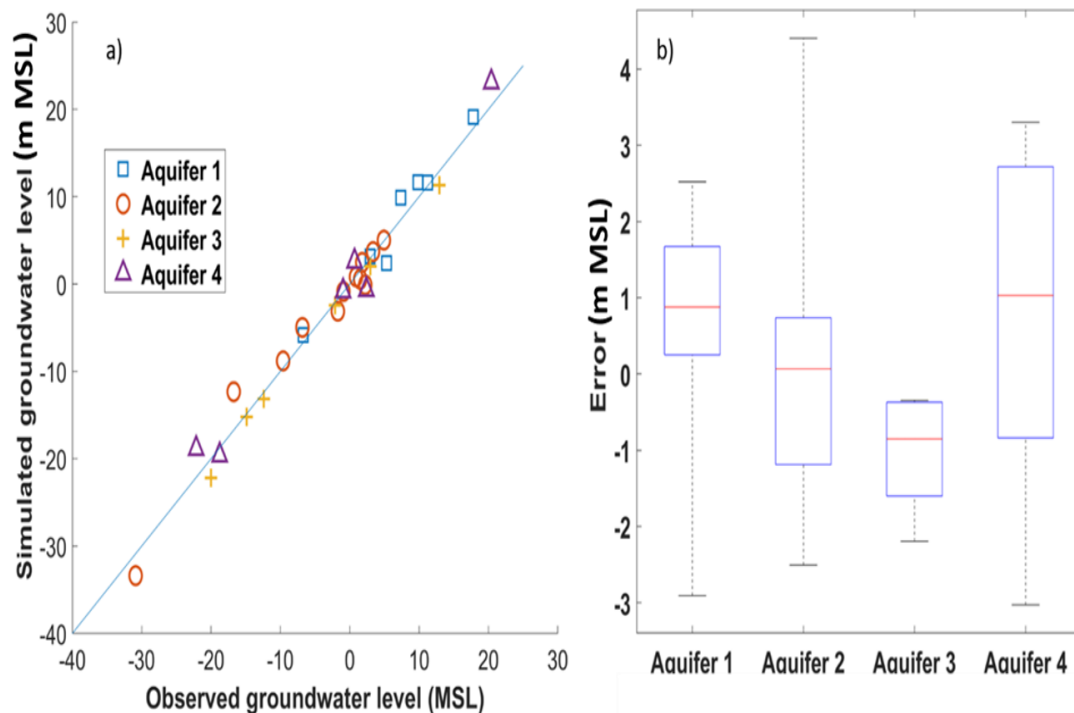 a)
Simulated groundwater level (m MSL)
30
20
10
0
-10
-20
-30
-40
Aquifer 1
Aquifer 2
Aquifer 3
Aquifer 4
-40 -30 -20 -10 0 10 20 30
Observed groundwater level (MSL)
b)
Error (m MSL)
4
3
2
1
0
-1
-2
-3
Aquifer 1 Aquifer 2 Aquifer 3 Aquifer 4